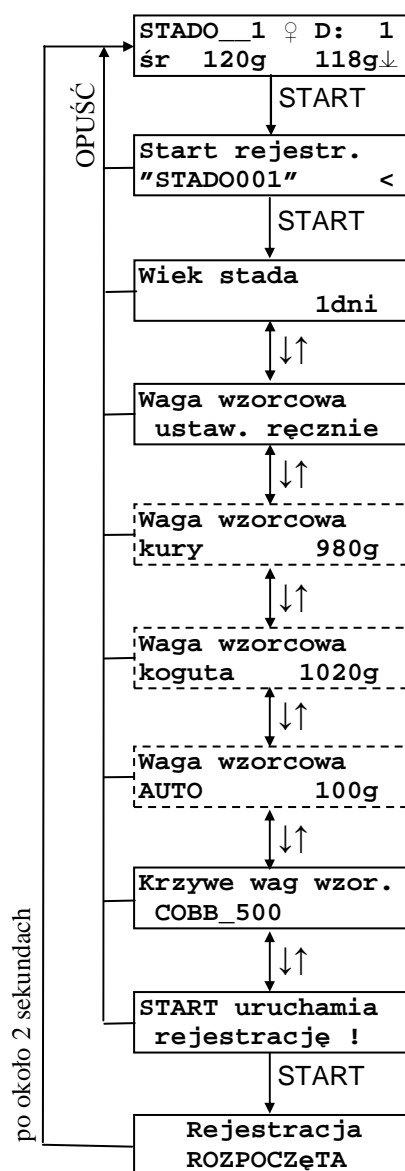 STADO__1 ♀ D: 1
śr 120g 118g↓
START
OPUŚĆ
Start rejestr.
"STADO001" <
START
Wiek stada
1dni
↓↑
Waga wzorcowa
ustaw. ręcznie
↓↑
Waga wzorcowa
kury 980g
↓↑
Waga wzorcowa
koguta 1020g
↓↑
Waga wzorcowa
AUTO 100g
↓↑
Krzywe wag wzor.
COBB_500
↓↑
START uruchamia
rejestrację !
START
po około 2 sekundach
Rejestracja
ROZPOCZęTA